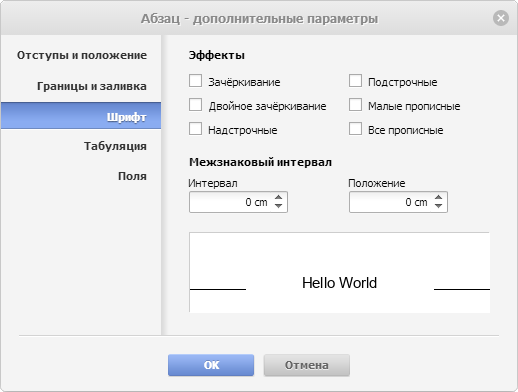 Абзац - дополнительные параметры
Отступы и положение
Границы и заливка
Шрифт
Табуляция
Поля
Эффекты
Зачёркивание
Подстрочные
Двойное зачёркивание
Малые прописные
Надстрочные
Все прописные
Межзнаковый интервал
Интервал
Положение
0 cm
0 cm
Hello World
OK
Отмена